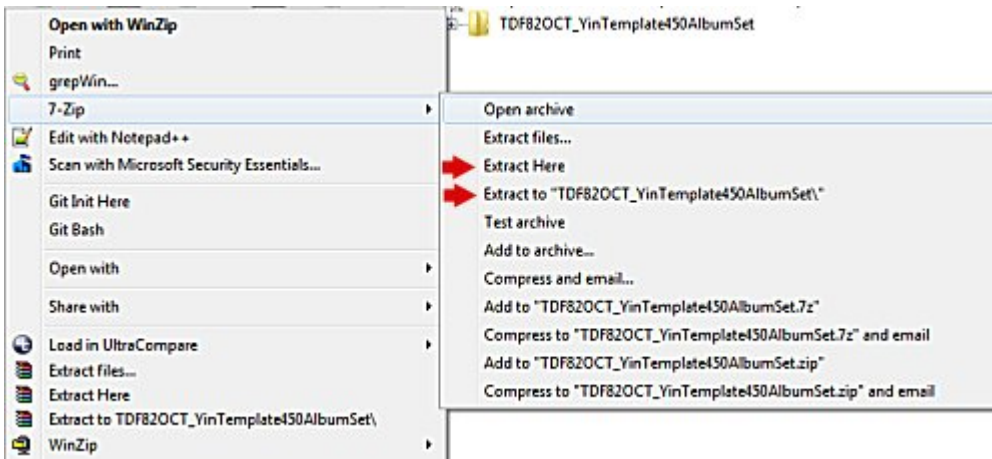 Open with WinZip
Print
grepWin...
7-Zip
Edit with Notepad++
Scan with Microsoft Security Essentials...
Git Init Here
Git Bash
Open with
Share with
Load in UltraCompare
Extract files...
Extract Here
Extract to TDF82OCT_YinTemplate450AlbumSet\
WinZip
TDF82OCT_YinTemplate450AlbumSet
Open archive
Extract files...
Extract Here
Extract to "TDF82OCT_YinTemplate450AlbumSet\"
Test archive
Add to archive...
Compress and email...
Add to "TDF82OCT_YinTemplate450AlbumSet.7z"
Compress to "TDF82OCT_YinTemplate450AlbumSet.7z" and email
Add to "TDF82OCT_YinTemplate450AlbumSet.zip"
Compress to "TDF82OCT_YinTemplate450AlbumSet.zip" and email